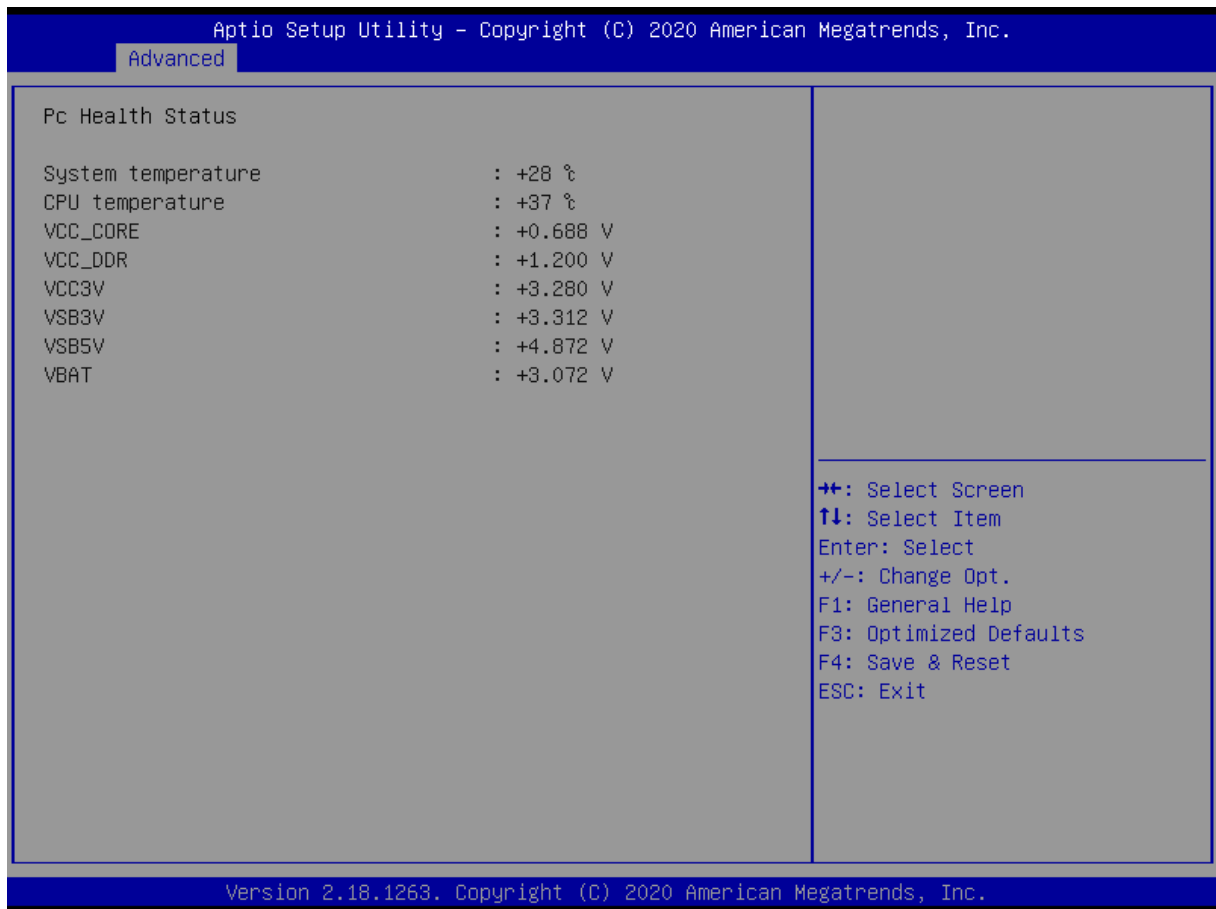 Aptio Setup Utility – Copyright (C) 2020 American Megatrends, Inc.
Advanced
Pc Health Status
System temperature : +28 ℃
CPU temperature : +37 ℃
VCC_CORE : +0.688 V
VCC_DDR : +1.200 V
VCC3V : +3.280 V
VSB3V : +3.312 V
VSB5V : +4.872 V
VBAT : +3.072 V
→←: Select Screen
↑↓: Select Item
Enter: Select
+/-: Change Opt.
F1: General Help
F3: Optimized Defaults
F4: Save & Reset
ESC: Exit
Version 2.18.1263. Copyright (C) 2020 American Megatrends, Inc.